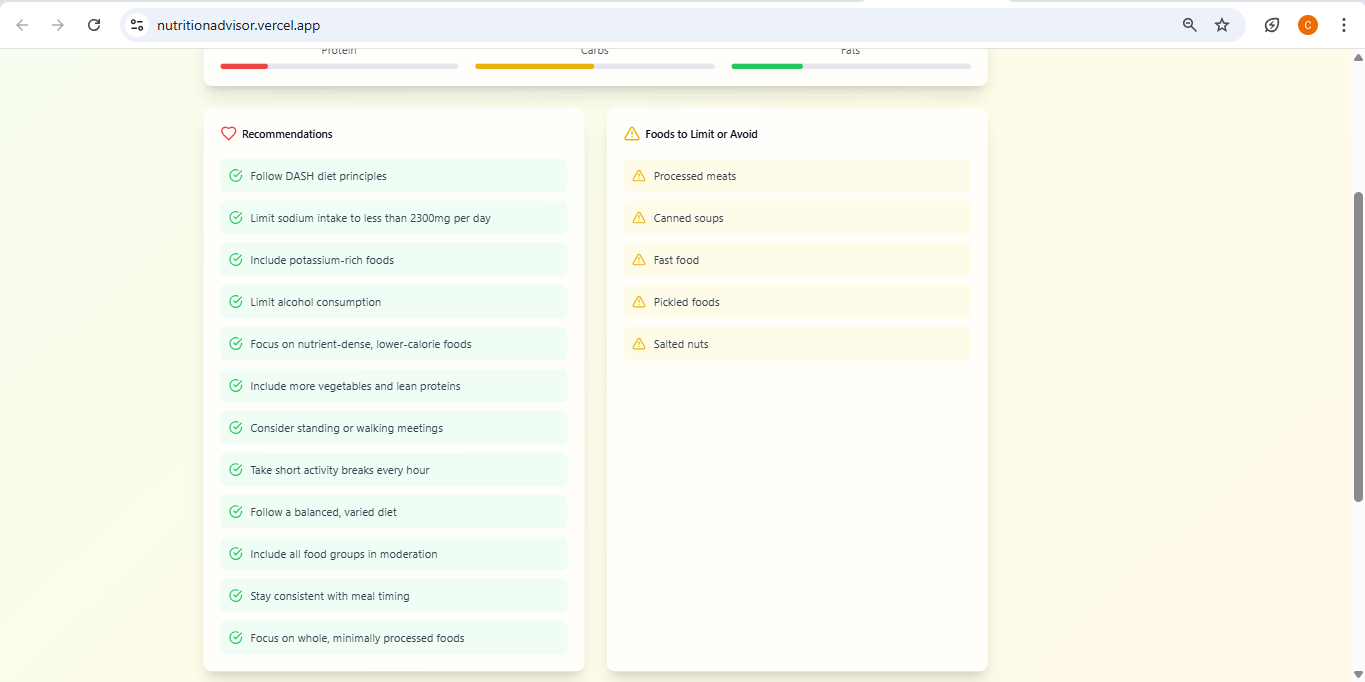 nutritionadvisor.vercel.app
C
Protein
Carbs
Fats
Recommendations
Follow DASH diet principles
Limit sodium intake to less than 2300mg per day
Include potassium-rich foods
Limit alcohol consumption
Focus on nutrient-dense, lower-calorie foods
Include more vegetables and lean proteins
Consider standing or walking meetings
Take short activity breaks every hour
Follow a balanced, varied diet
Include all food groups in moderation
Stay consistent with meal timing
Focus on whole, minimally processed foods
Foods to Limit or Avoid
Processed meats
Canned soups
Fast food
Pickled foods
Salted nuts